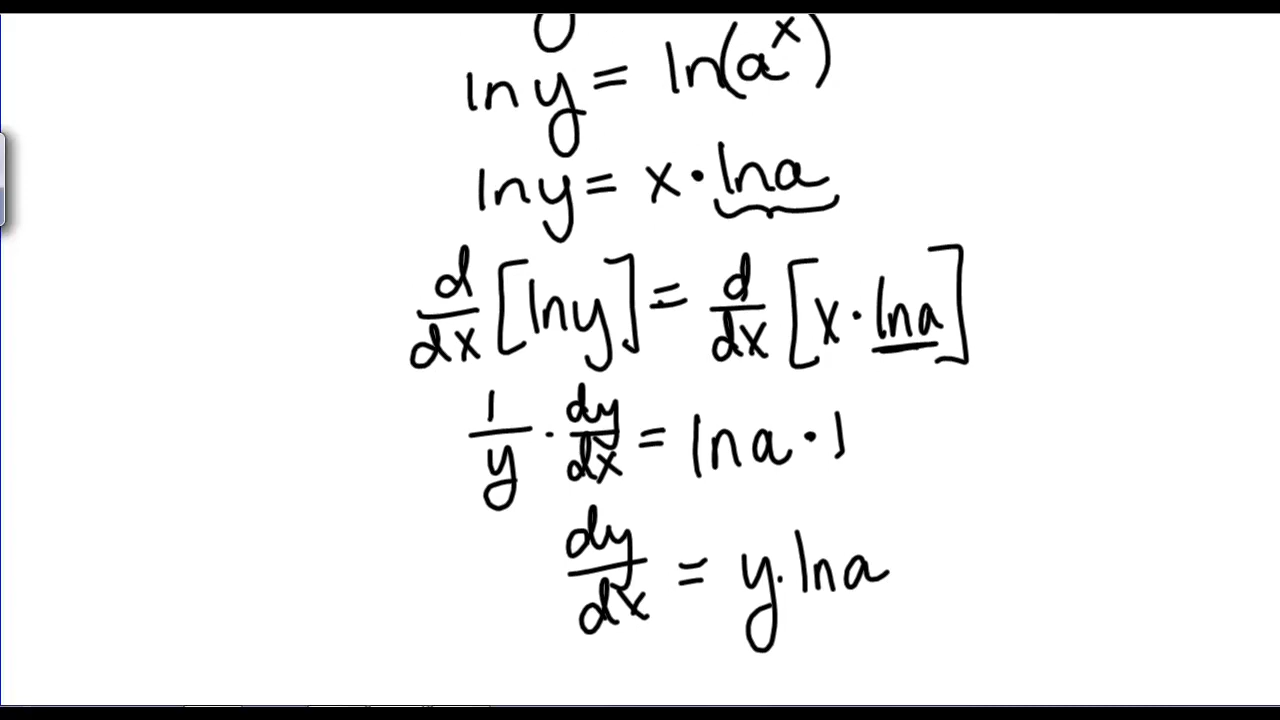 ln y = ln(a^x)
ln y = x · ln a
d/dx [ln y] = d/dx [x · ln a]
1/y · dy/dx = ln a · 1
dy/dx = y · ln a